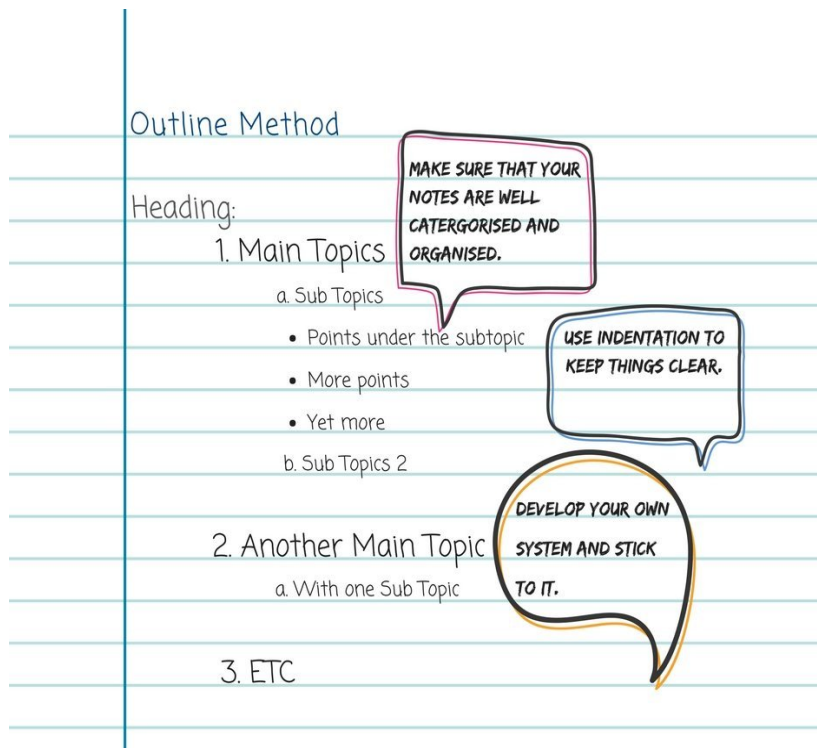 Outline Method
Heading:
1. Main Topics
a. Sub Topics
• Points under the subtopic
• More points
• Yet more
b. Sub Topics 2
2. Another Main Topic
a. With one Sub Topic
3. ETC
MAKE SURE THAT YOUR
NOTES ARE WELL
CATERGORISED AND
ORGANISED.
USE INDENTATION TO
KEEP THINGS CLEAR.
DEVELOP YOUR OWN
SYSTEM AND STICK
TO IT.